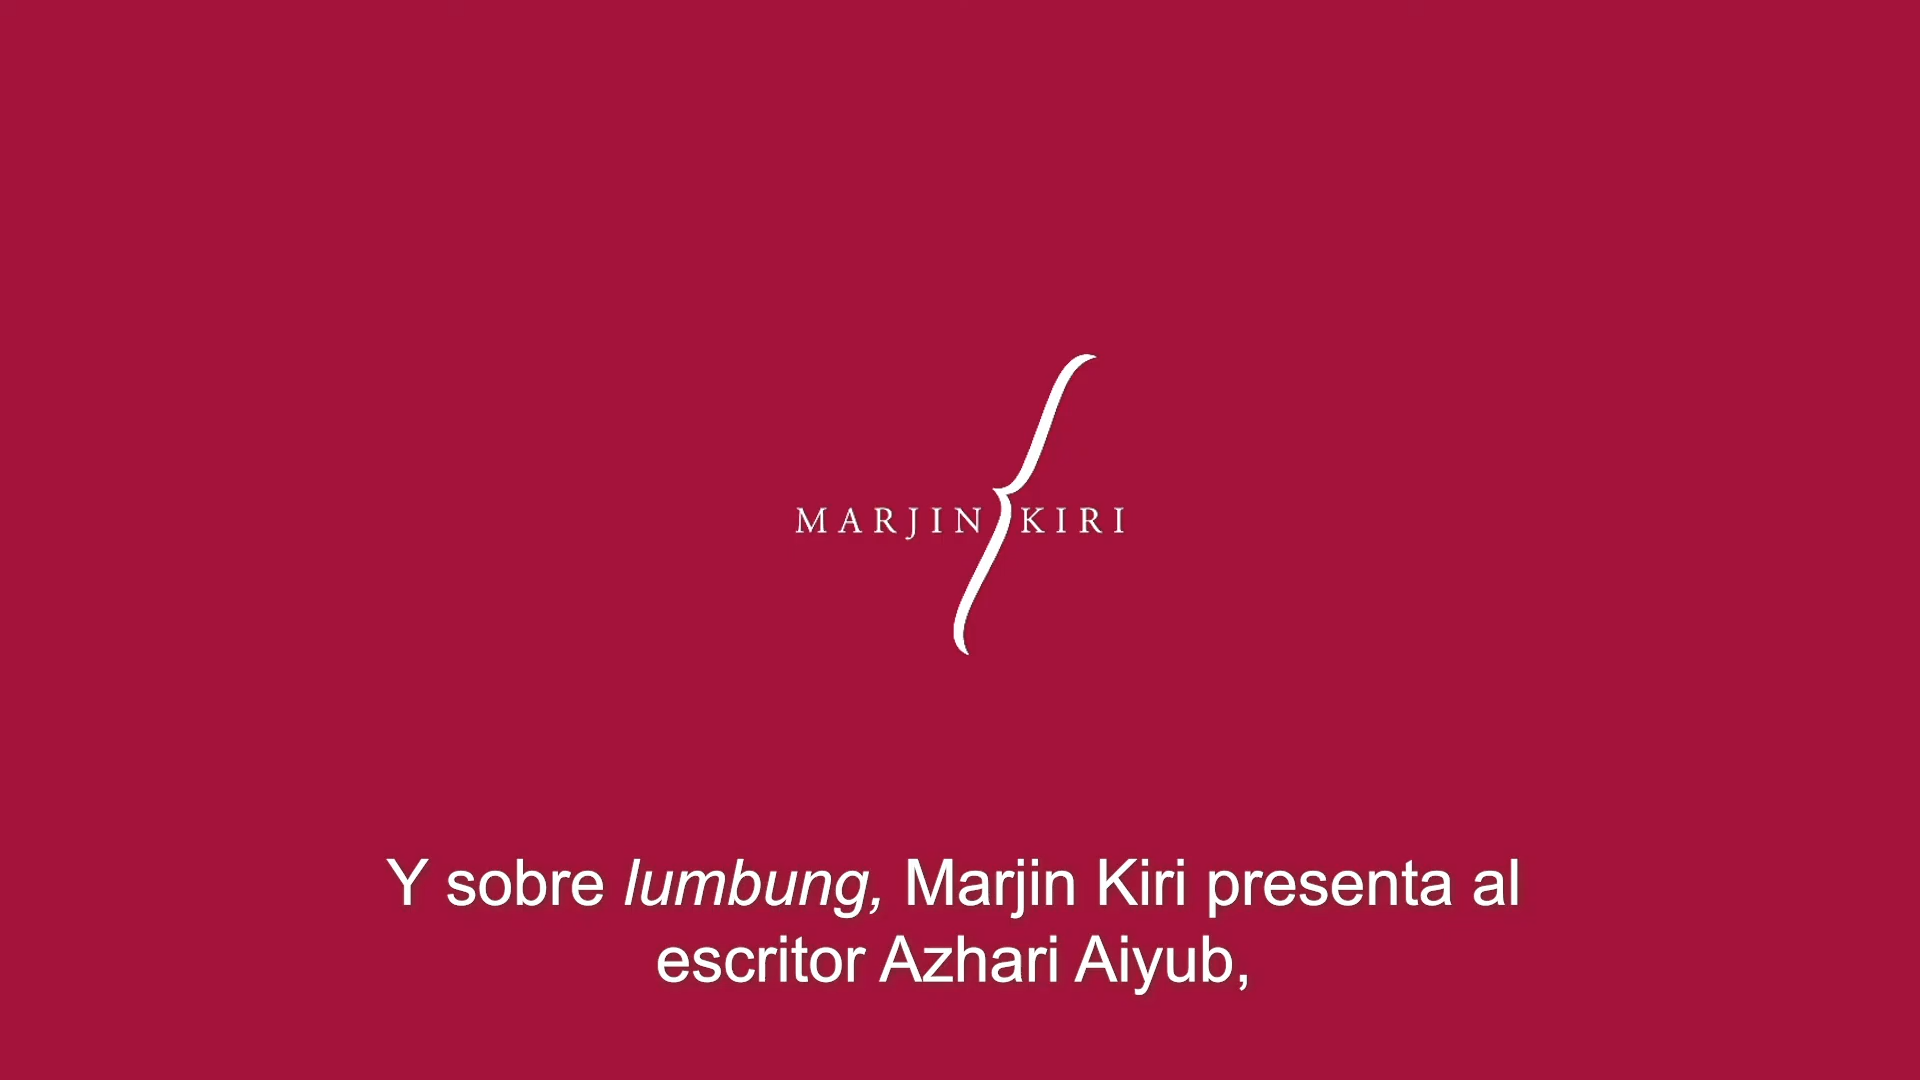 MARJIN KIRI
Y sobre lumbung, Marjin Kiri presenta al
escritor Azhari Aiyub,